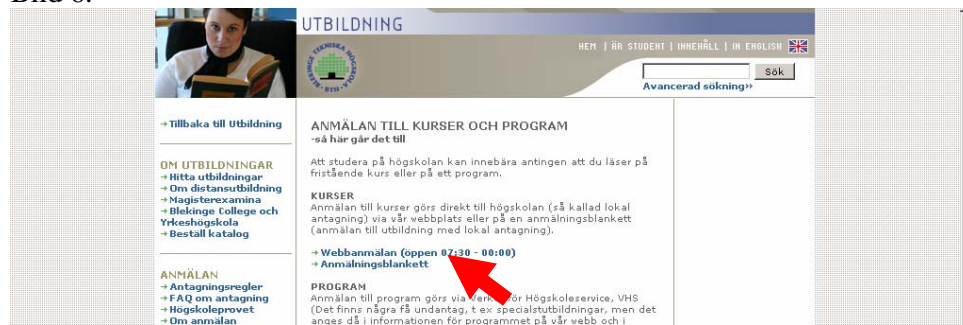 Bild 8.
UTBILDNING
HEM | ÄR STUDENT | INNEHÅLL | IN ENGLISH
BLEKINGE TEKNISKA HÖGSKOLA · BTH ·
Sök
Avancerad sökning››
→Tillbaka till Utbildning
OM UTBILDNINGAR
→Hitta utbildningar
→Om distansutbildning
→Magisterexamina
→Blekinge College och
Yrkeshögskola
→Beställ katalog
ANMÄLAN
→Antagningsregler
→FAQ om antagning
→Högskoleprovet
→Om anmälan
ANMÄLAN TILL KURSER OCH PROGRAM
-så här går det till
Att studera på högskolan kan innebära antingen att du läser på
fristående kurs eller på ett program.
KURSER
Anmälan till kurser görs direkt till högskolan (så kallad lokal
antagning) via vår webbplats eller på en anmälningsblankett
(anmälan till utbildning med lokal antagning).
→Webbanmälan (öppen 07:30 - 00:00)
→Anmälningsblankett
PROGRAM
Anmälan till program görs via Verket för Högskoleservice, VHS
(Det finns några få undantag, t ex specialstutbildningar, men det
anges då i informationen för programmet på vår webb och i